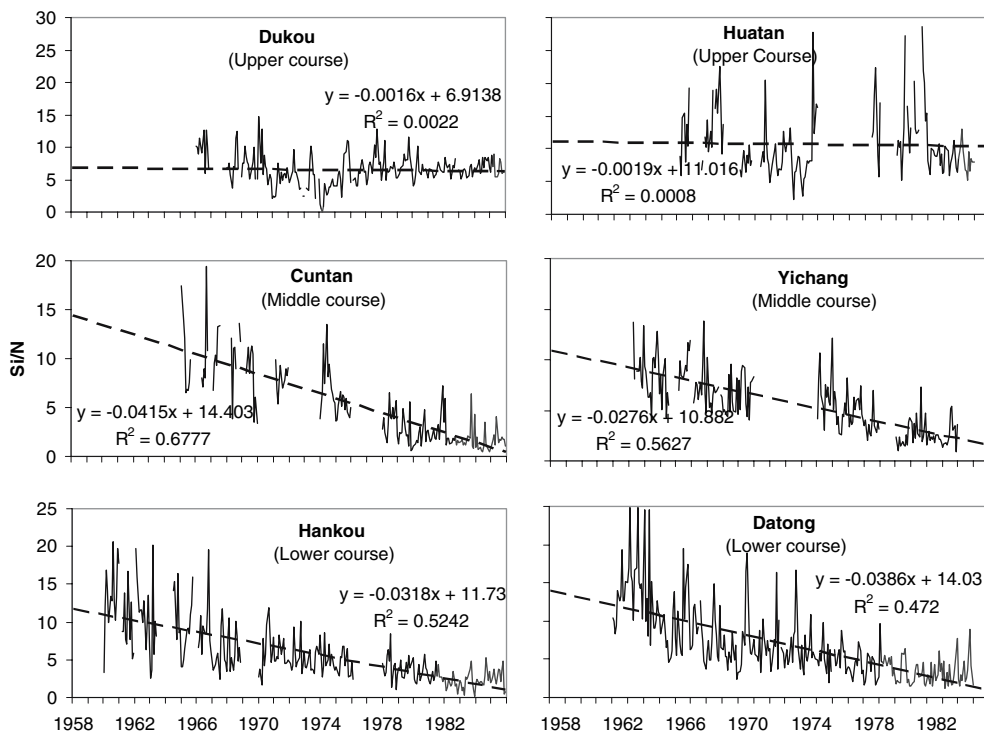 30
25
20
15
10
5
0
Dukou
(Upper course)
y = -0.0016x + 6.9138
R² = 0.0022
Huatan
(Upper Course)
y = -0.0019x + 11.016
R² = 0.0008
Si/N
20
15
10
5
0
Cuntan
(Middle course)
y = -0.0415x + 14.403
R² = 0.6777
Yichang
(Middle course)
y = -0.0276x + 10.882
R² = 0.5627
25
20
15
10
5
0
Hankou
(Lower course)
y = -0.0318x + 11.73
R² = 0.5242
1958 1962 1966 1970 1974 1978 1982
Datong
(Lower course)
y = -0.0386x + 14.03
R² = 0.472
1958 1962 1966 1970 1974 1978 1982